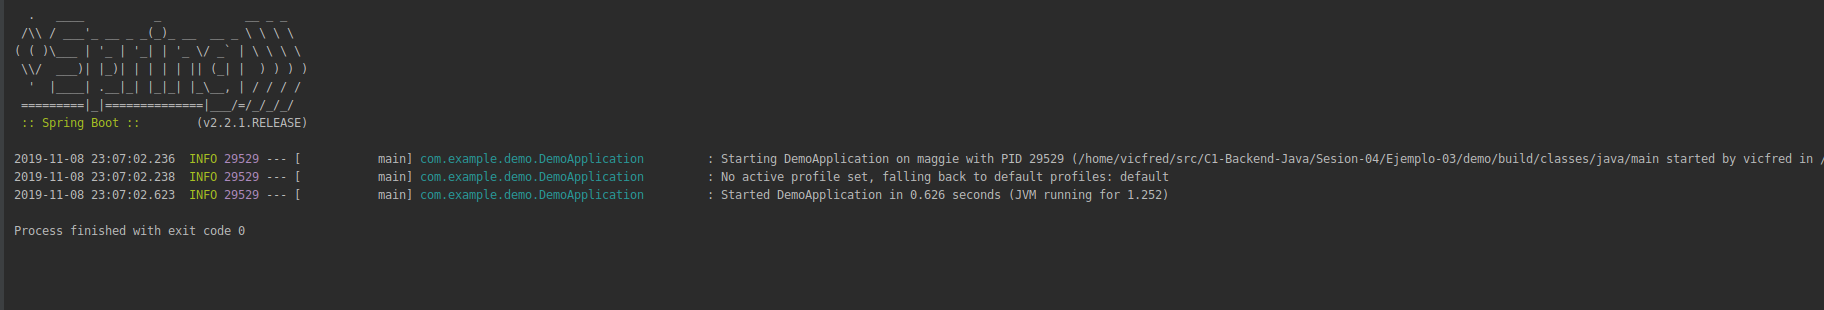 .   ____          _            __ _ _
 /\\ / ___'_ __ _ _(_)_ __  __ _ \ \ \ \
( ( )\___ | '_ | '_| | '_ \/ _` | \ \ \ \
 \\/  ___)| |_)| | | | | || (_| |  ) ) ) )
  '  |____| .__|_| |_|_| |_\__, | / / / /
 =========|_|==============|___/=/_/_/_/
 :: Spring Boot ::        (v2.2.1.RELEASE)
2019-11-08 23:07:02.236  INFO 29529 --- [           main] com.example.demo.DemoApplication         : Starting DemoApplication on maggie with PID 29529 (/home/vicfred/src/C1-Backend-Java/Sesion-04/Ejemplo-03/demo/build/classes/java/main started by vicfred in /
2019-11-08 23:07:02.238  INFO 29529 --- [           main] com.example.demo.DemoApplication         : No active profile set, falling back to default profiles: default
2019-11-08 23:07:02.623  INFO 29529 --- [           main] com.example.demo.DemoApplication         : Started DemoApplication in 0.626 seconds (JVM running for 1.252)
Process finished with exit code 0